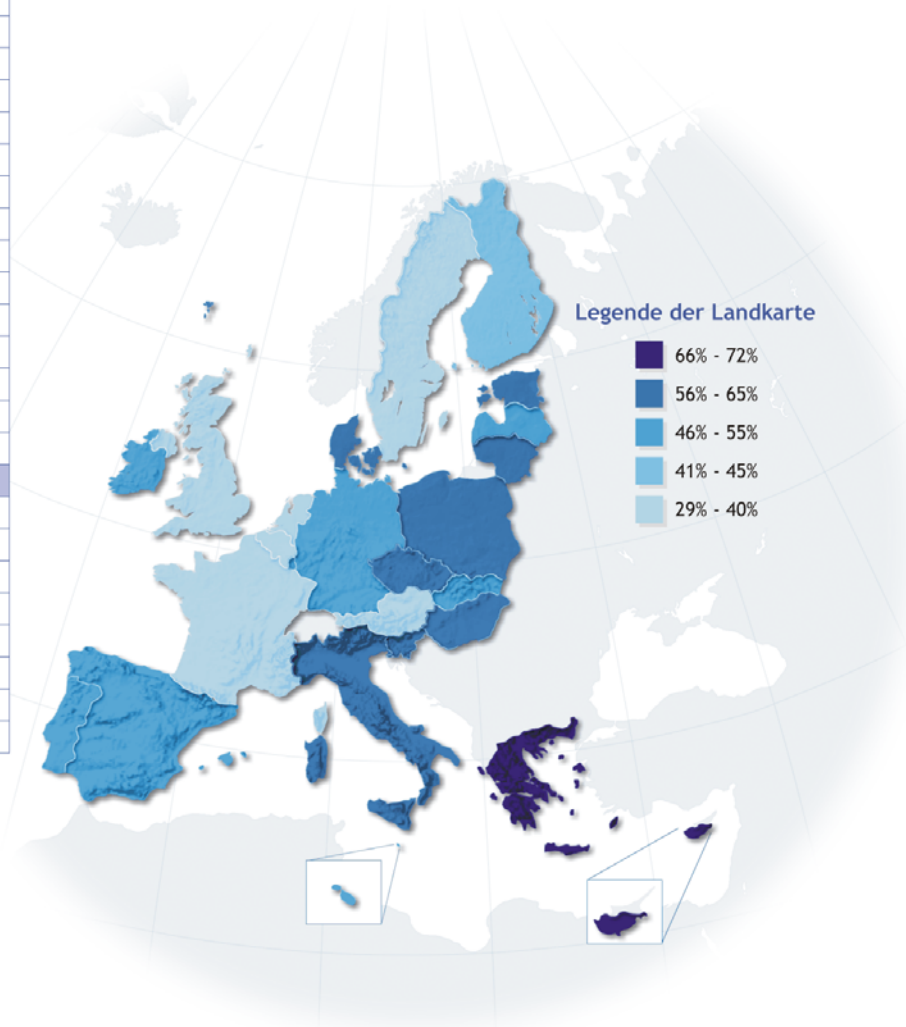 Legende der Landkarte
66% - 72%
56% - 65%
46% - 55%
41% - 45%
29% - 40%